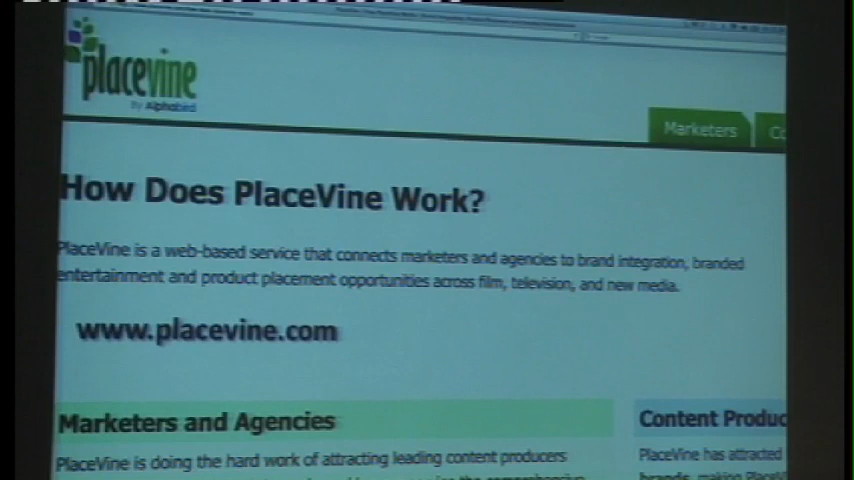 placevine
By Alphabird
Marketers
How Does PlaceVine Work?
PlaceVine is a web-based service that connects marketers and agencies to brand integration, branded
entertainment and product placement opportunities across film, television, and new media.
www.placevine.com
Marketers and Agencies
Content Produc
PlaceVine is doing the hard work of attracting leading content producers
PlaceVine has attracted